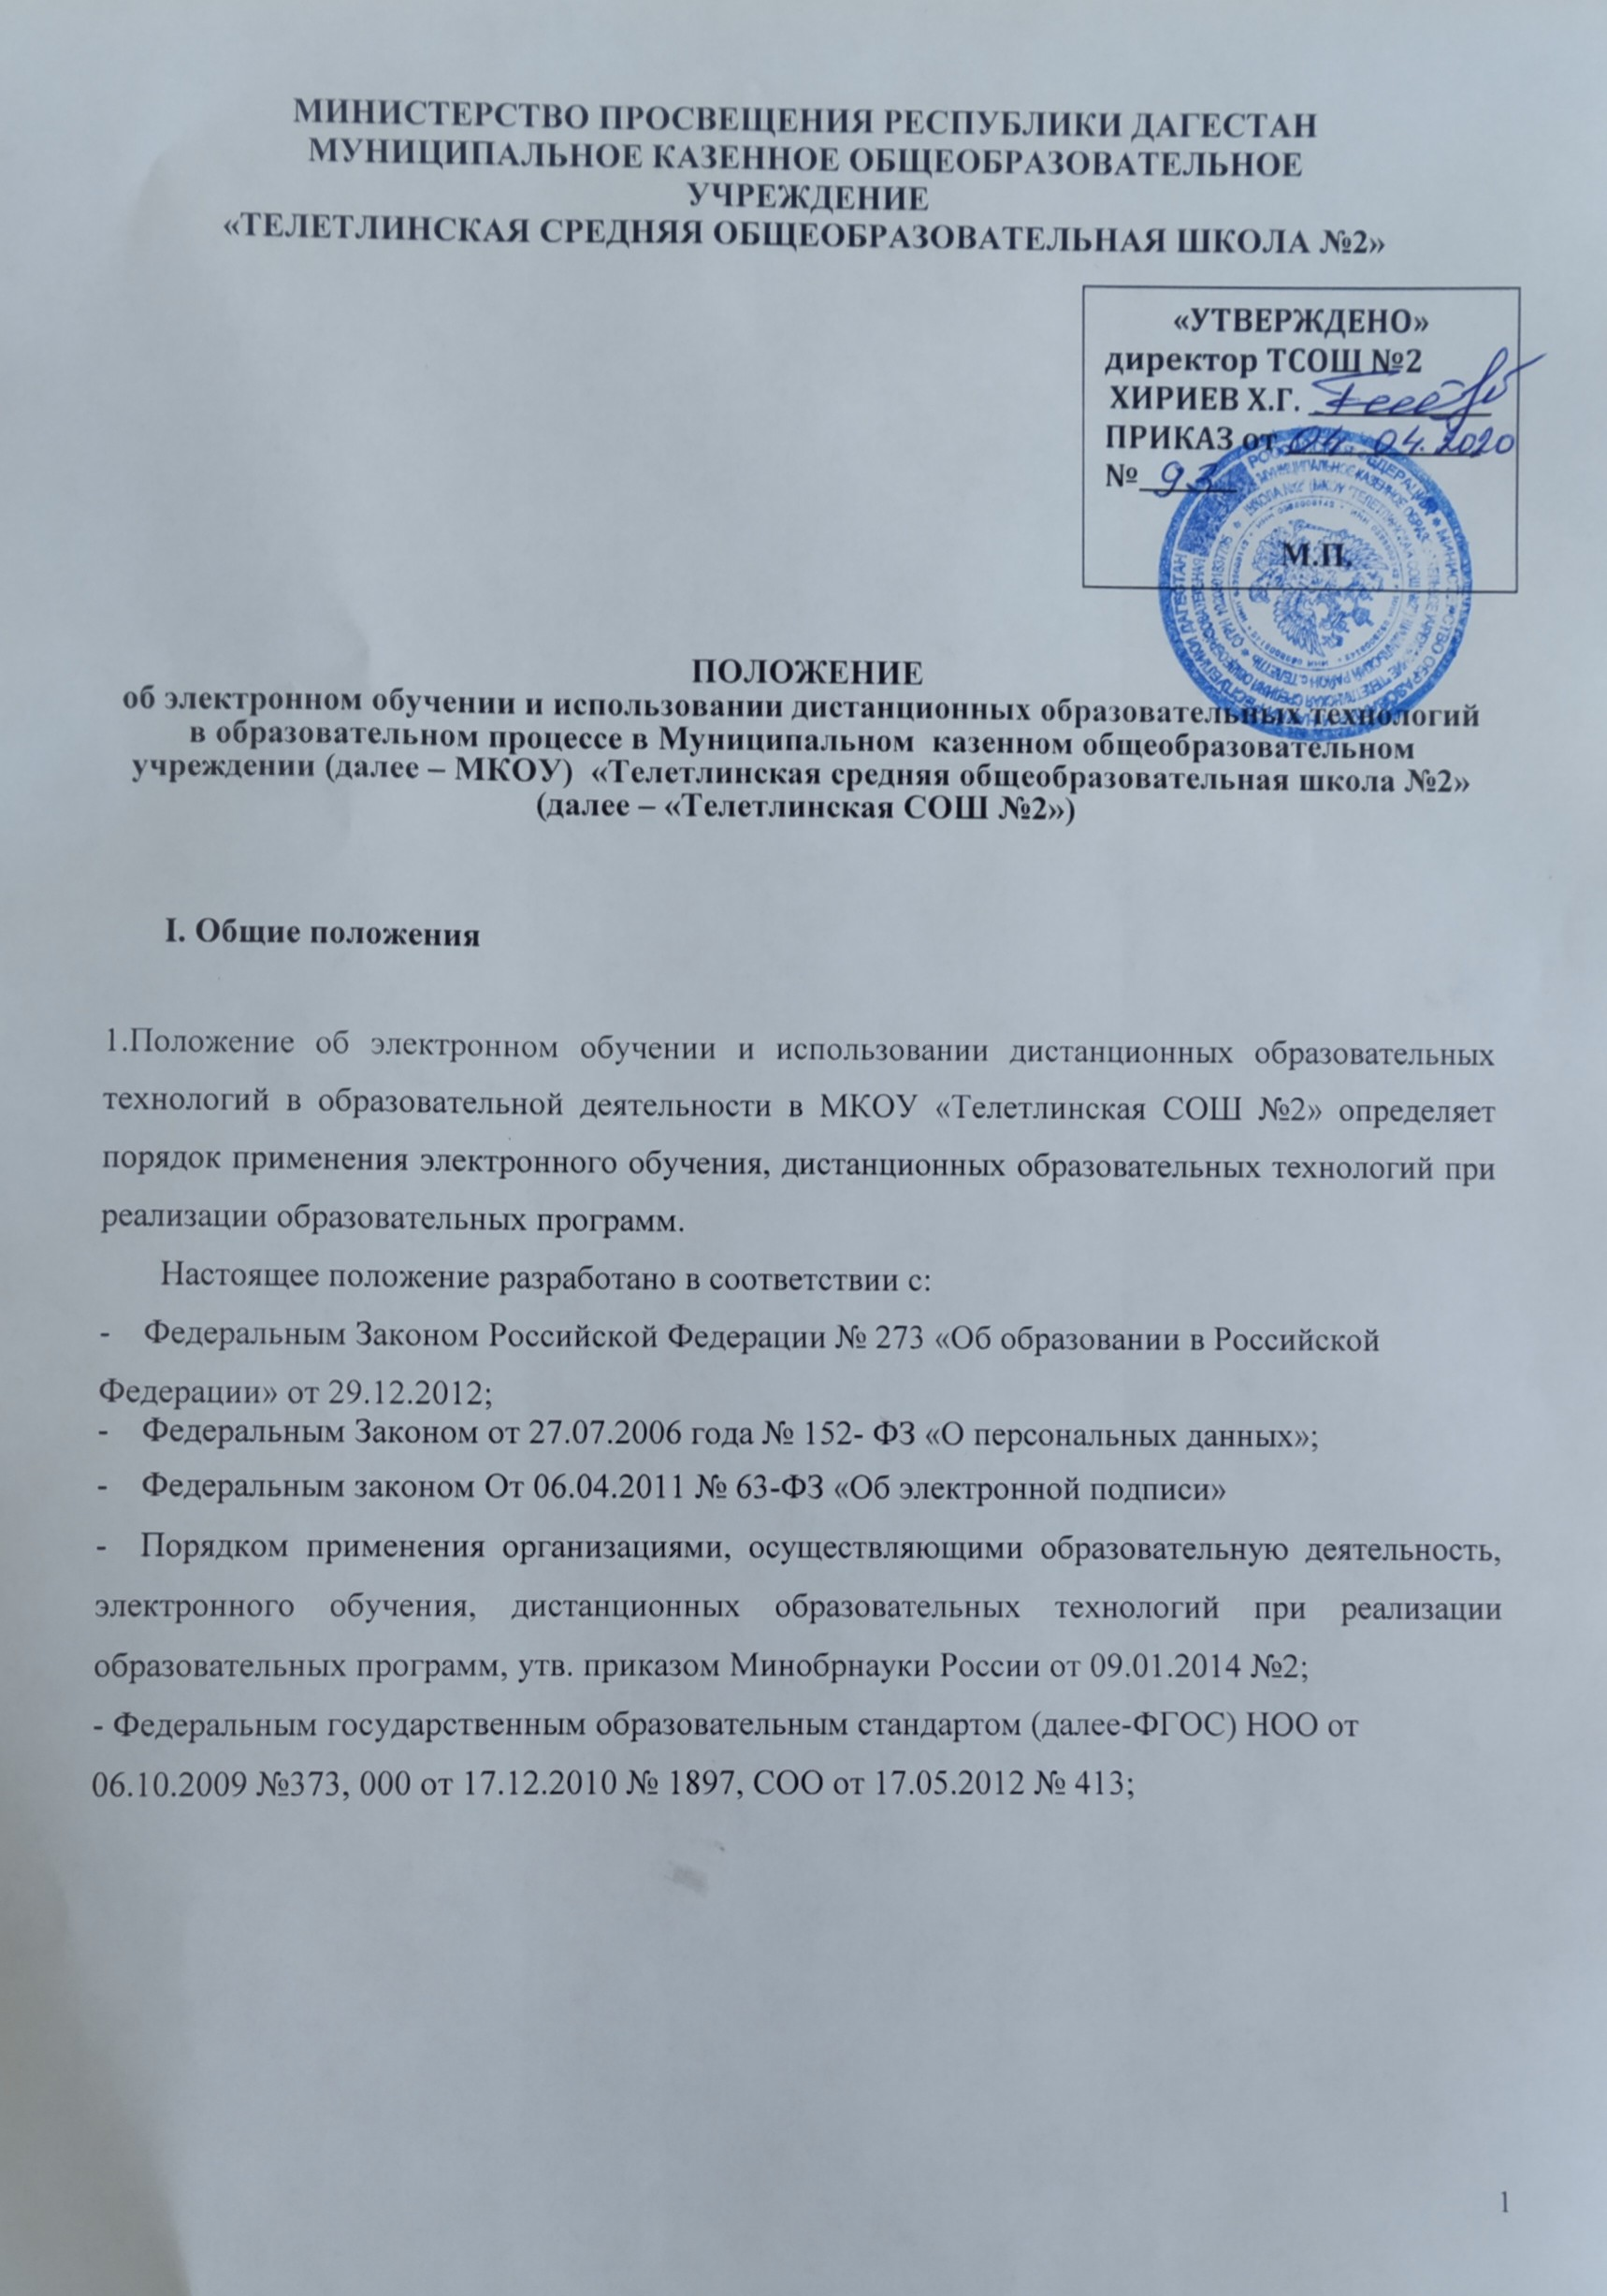 МИНИСТЕРСТВО ПРОСВЕЩЕНИЯ РЕСПУБЛИКИ ДАГЕСТАН
МУНИЦИПАЛЬНОЕ КАЗЕННОЕ ОБЩЕОБРАЗОВАТЕЛЬНОЕ
УЧРЕЖДЕНИЕ
«ТЕЛЕТЛИНСКАЯ СРЕДНЯЯ ОБЩЕОБРАЗОВАТЕЛЬНАЯ ШКОЛА №2»
«УТВЕРЖДЕНО»
директор ТСОШ №2
ХИРИЕВ Х.Г.
ПРИКАЗ от 04.04.2020
№ 93
М.П.
ПОЛОЖЕНИЕ
об электронном обучении и использовании дистанционных образовательных технологий
в образовательном процессе в Муниципальном казенном общеобразовательном
учреждении (далее – МКОУ) «Телетлинская средняя общеобразовательная школа №2»
(далее – «Телетлинская СОШ №2»)
I. Общие положения
1.Положение об электронном обучении и использовании дистанционных образовательных
технологий в образовательной деятельности в МКОУ «Телетлинская СОШ №2» определяет
порядок применения электронного обучения, дистанционных образовательных технологий при
реализации образовательных программ.
Настоящее положение разработано в соответствии с:
- Федеральным Законом Российской Федерации № 273 «Об образовании в Российской
Федерации» от 29.12.2012;
- Федеральным Законом от 27.07.2006 года № 152- ФЗ «О персональных данных»;
- Федеральным законом От 06.04.2011 № 63-ФЗ «Об электронной подписи»
- Порядком применения организациями, осуществляющими образовательную деятельность,
электронного обучения, дистанционных образовательных технологий при реализации
образовательных программ, утв. приказом Минобрнауки России от 09.01.2014 №2;
- Федеральным государственным образовательным стандартом (далее-ФГОС) НОО от
06.10.2009 №373, 000 от 17.12.2010 № 1897, СОО от 17.05.2012 № 413;
1